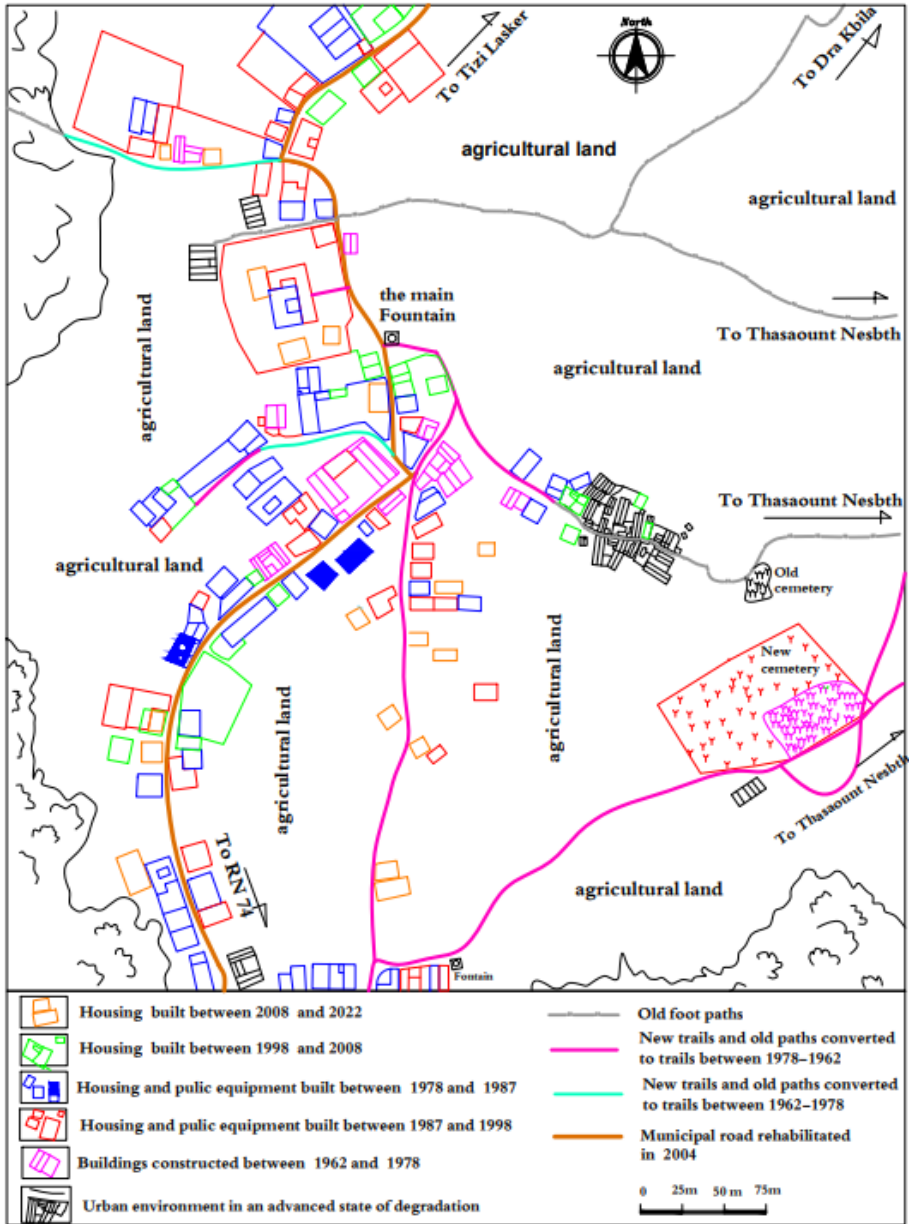 North
To Tizi Lasker
To Dra Kbila
agricultural land
agricultural land
the main
Fountain
To Thasaount Nesbth
agricultural land
agricultural land
To Thasaount Nesbth
agricultural land
Old
cemetery
New
cemetery
agricultural land
agricultural land
To Thasaount Nesbth
To RN 74
agricultural land
Fontain
Housing built between 2008 and 2022
Housing built between 1998 and 2008
Housing and pulic equipment built between 1978 and 1987
Housing and pulic equipment built between 1987 and 1998
Buildings constructed between 1962 and 1978
Urban environment in an advanced state of degradation
Old foot paths
New trails and old paths converted
to trails between 1978–1962
New trails and old paths converted
to trails between 1962–1978
Municipal road rehabilitated
in 2004
0 25m 50 m 75m